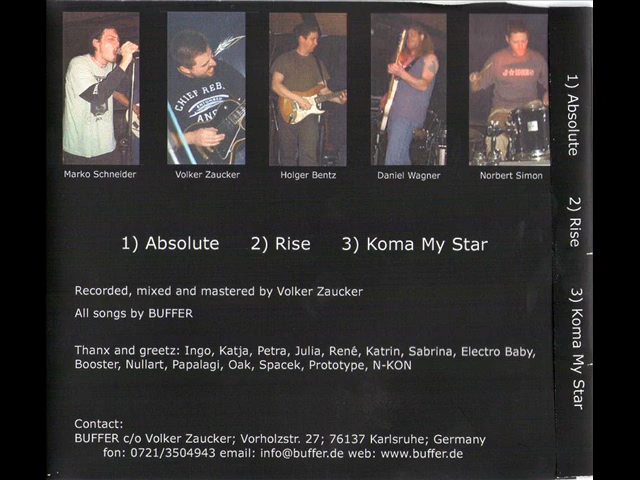 CHIEF REB.
AND
Marko Schneider
Volker Zaucker
Holger Bentz
Daniel Wagner
Norbert Simon
1) Absolute 2) Rise 3) Koma My Star
Recorded, mixed and mastered by Volker Zaucker
All songs by BUFFER
Thanx and greetz: Ingo, Katja, Petra, Julia, René, Katrin, Sabrina, Electro Baby,
Booster, Nullart, Papalagi, Oak, Spacek, Prototype, N-KON
Contact:
BUFFER c/o Volker Zaucker; Vorholzstr. 27; 76137 Karlsruhe; Germany
fon: 0721/3504943 email: info@buffer.de web: www.buffer.de
1) Absolute 2) Rise 3) Koma My Star